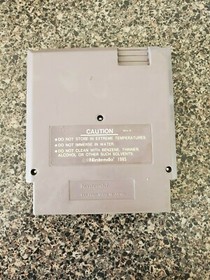 CAUTION
●DO NOT STORE IN EXTREME TEMPERATURES.
●DO NOT IMMERSE IN WATER.
●DO NOT CLEAN WITH BENZENE, THINNER,
ALCOHOL OR OTHER SUCH SOLVENTS.
©Nintendo® 1985